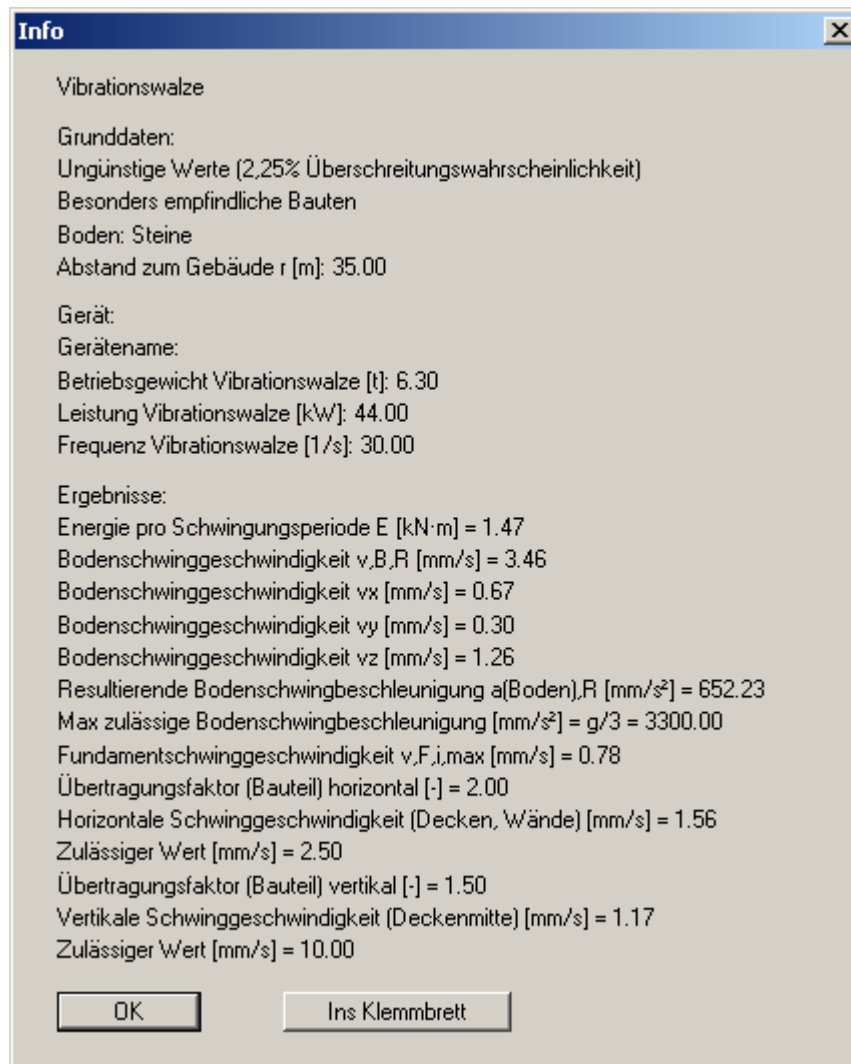 Info
Vibrationswalze
Grunddaten:
Ungünstige Werte (2,25% Überschreitungswahrscheinlichkeit)
Besonders empfindliche Bauten
Boden: Steine
Abstand zum Gebäude r [m]: 35.00
Gerät:
Gerätename:
Betriebsgewicht Vibrationswalze [t]: 6.30
Leistung Vibrationswalze [kW]: 44.00
Frequenz Vibrationswalze [1/s]: 30.00
Ergebnisse:
Energie pro Schwingungsperiode E [kN·m] = 1.47
Bodenschwinggeschwindigkeit v,B,R [mm/s] = 3.46
Bodenschwinggeschwindigkeit vx [mm/s] = 0.67
Bodenschwinggeschwindigkeit vy [mm/s] = 0.30
Bodenschwinggeschwindigkeit vz [mm/s] = 1.26
Resultierende Bodenschwingbeschleunigung a(Boden),R [mm/s²] = 652.23
Max zulässige Bodenschwingbeschleunigung [mm/s²] = g/3 = 3300.00
Fundamentschwinggeschwindigkeit v,F,i,max [mm/s] = 0.78
Übertragungsfaktor (Bauteil) horizontal [-] = 2.00
Horizontale Schwinggeschwindigkeit (Decken, Wände) [mm/s] = 1.56
Zulässiger Wert [mm/s] = 2.50
Übertragungsfaktor (Bauteil) vertikal [-] = 1.50
Vertikale Schwinggeschwindigkeit (Deckenmitte) [mm/s] = 1.17
Zulässiger Wert [mm/s] = 10.00
OK Ins Klemmbrett